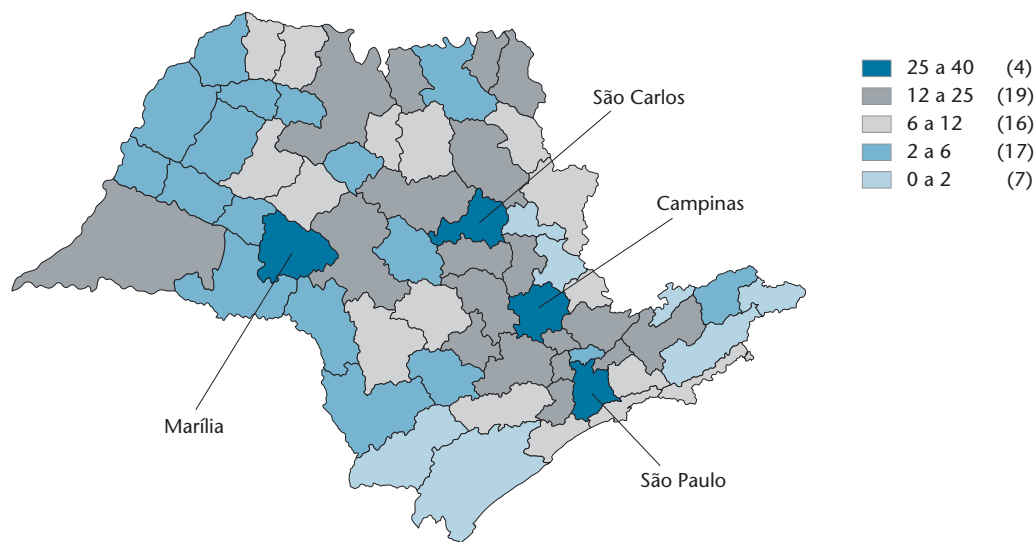 25 a 40 (4)
12 a 25 (19)
6 a 12 (16)
2 a 6 (17)
0 a 2 (7)
São Carlos
Campinas
Marília
São Paulo